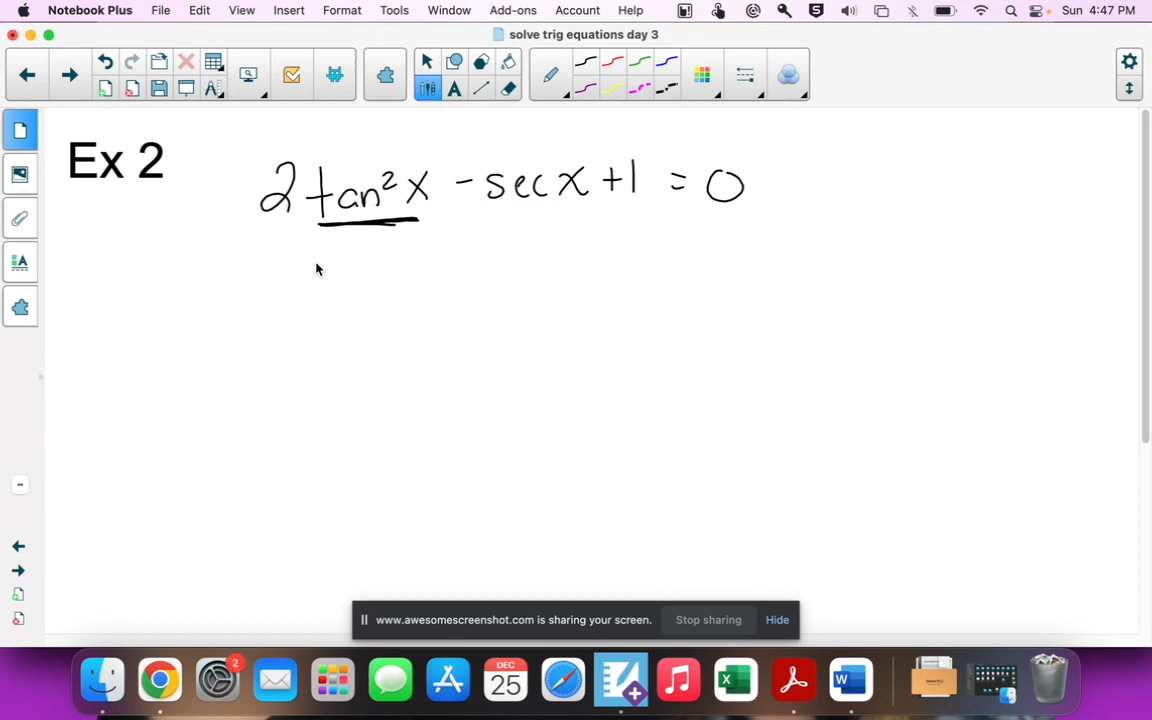 Notebook Plus File Edit View Insert Format Tools Window Add-ons Account Help Sun 4:47 PM
solve trig equations day 3
Ex 2
2 tan²x - sec x + 1 = 0
www.awesomescreenshot.com is sharing your screen. Stop sharing Hide
2
DEC
25